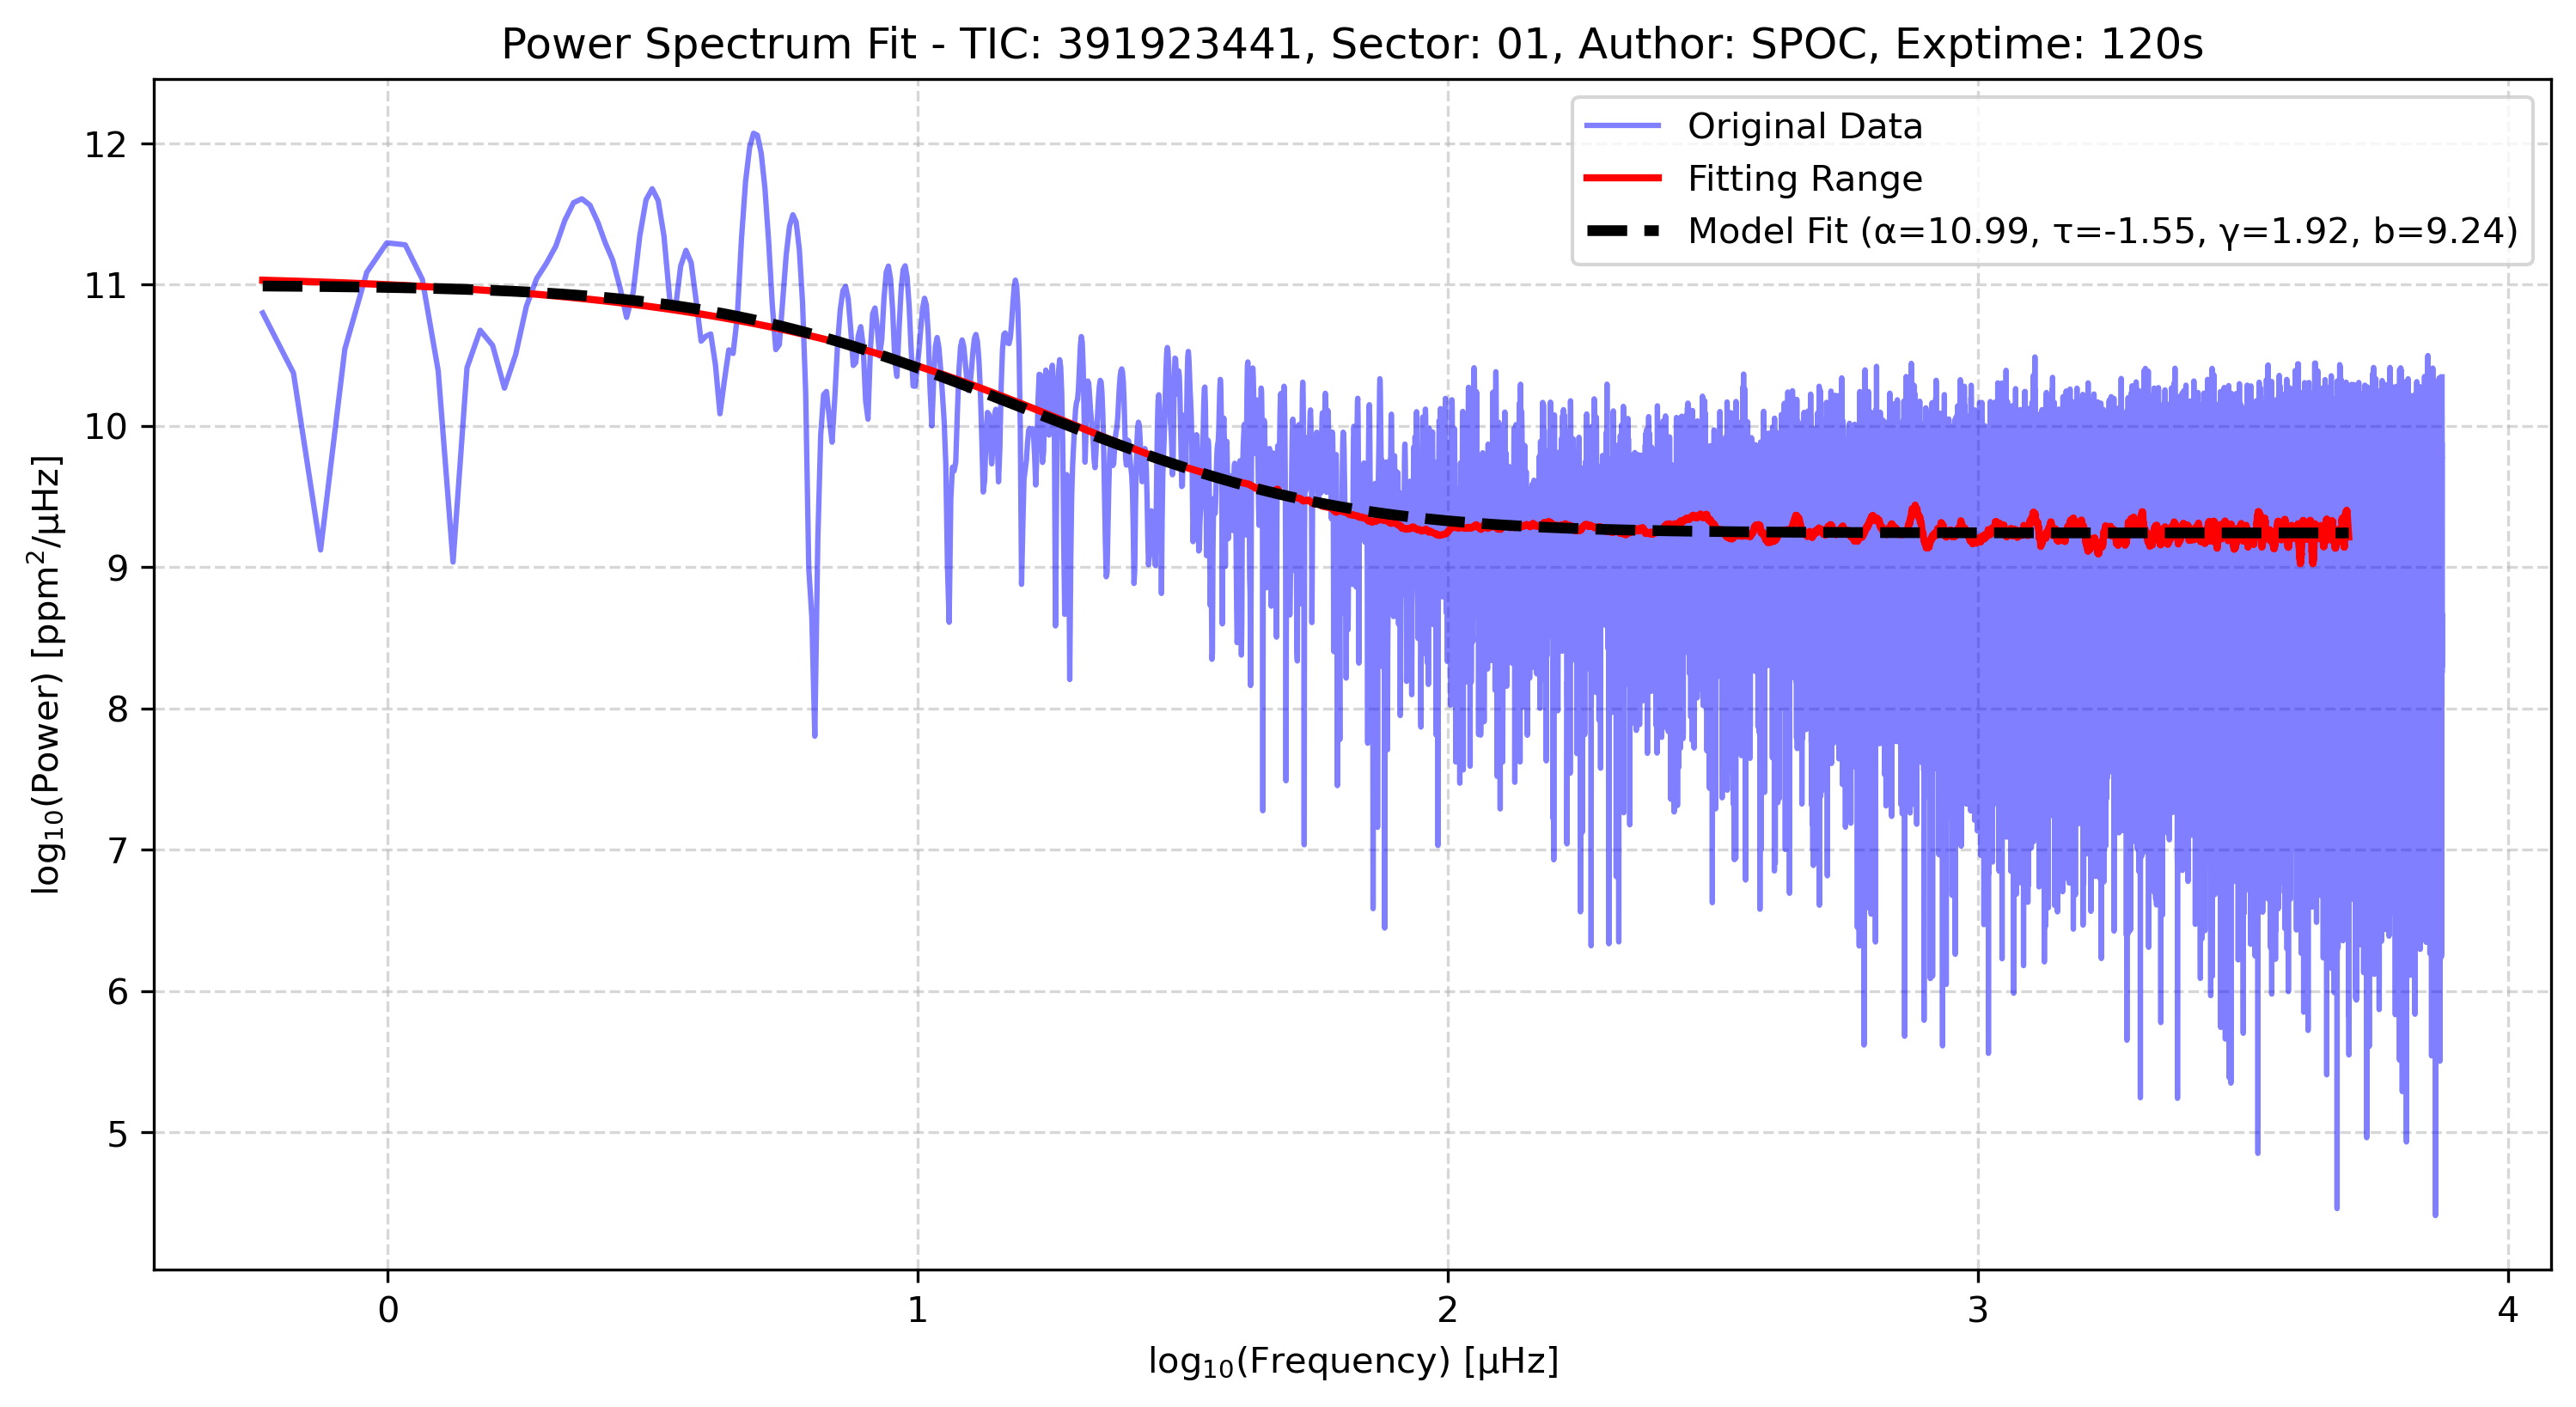 Power Spectrum Fit - TIC: 391923441, Sector: 01, Author: SPOC, Exptime: 120s
Original Data
Fitting Range
Model Fit (α=10.99, τ=-1.55, γ=1.92, b=9.24)
log₁₀(Power) [ppm²/μHz]
12
11
10
9
8
7
6
5
0 1 2 3 4
log₁₀(Frequency) [μHz]